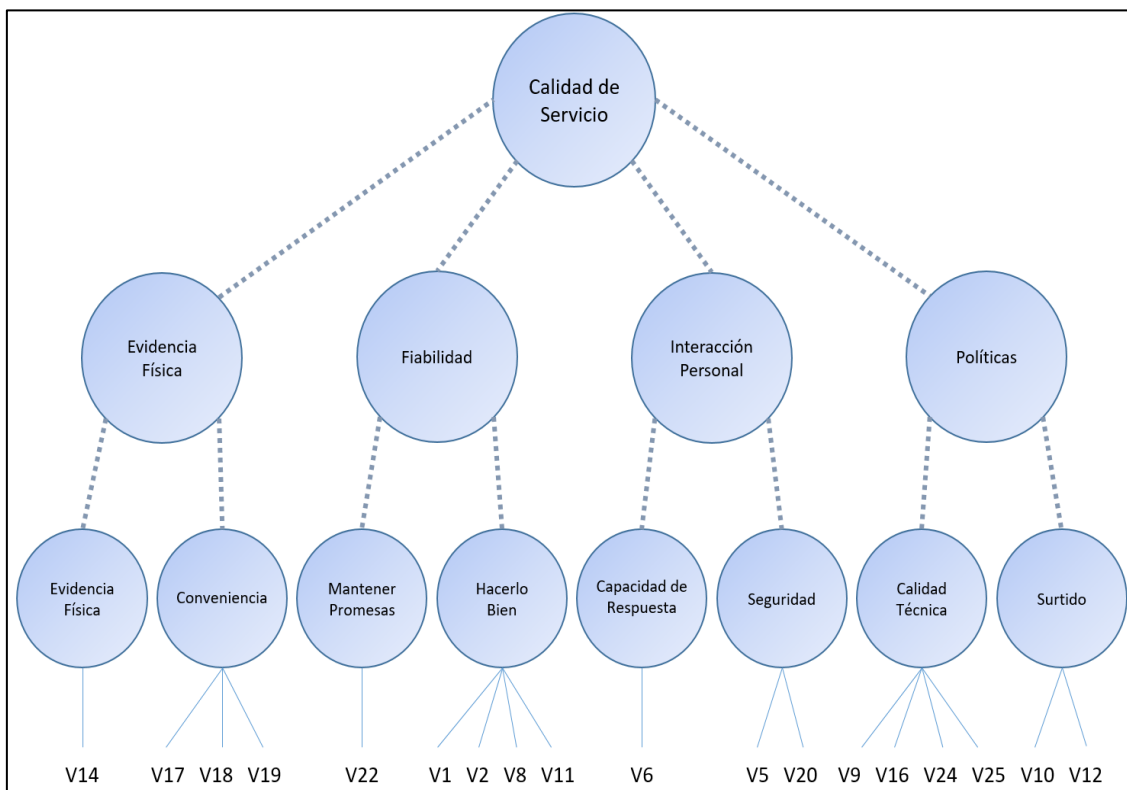 Calidad de
Servicio
Evidencia
Física
Fiabilidad
Interacción
Personal
Políticas
Evidencia
Física
Conveniencia
Mantener
Promesas
Hacerlo
Bien
Capacidad de
Respuesta
Seguridad
Calidad
Técnica
Surtido
V14 V17 V18 V19 V22 V1 V2 V8 V11 V6 V5 V20 V9 V16 V24 V25 V10 V12